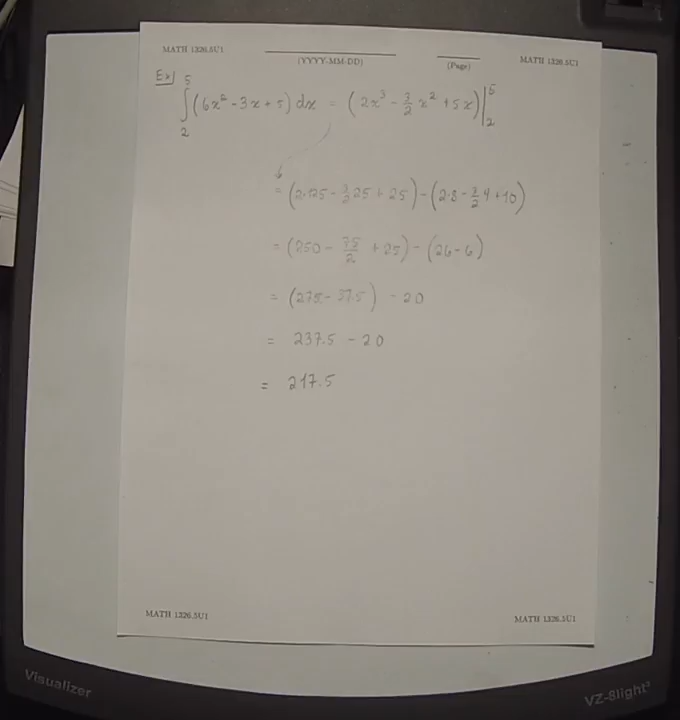 MATH 1326.5U1 (YYYY-MM-DD) (Page) MATH 1326.5U1
Ex) ∫₂⁵ (6x² - 3x + 5) dx = (2x³ - 3/2 x² + 5x) |₂⁵
= (2·125 - 3/2 25 + 25) - (2·8 - 3/2 4 + 10)
= (250 - 75/2 + 25) - (26 - 6)
= (275 - 37.5) - 20
= 237.5 - 20
= 217.5
MATH 1326.5U1 MATH 1326.5U1
Visualizer VZ-8light³